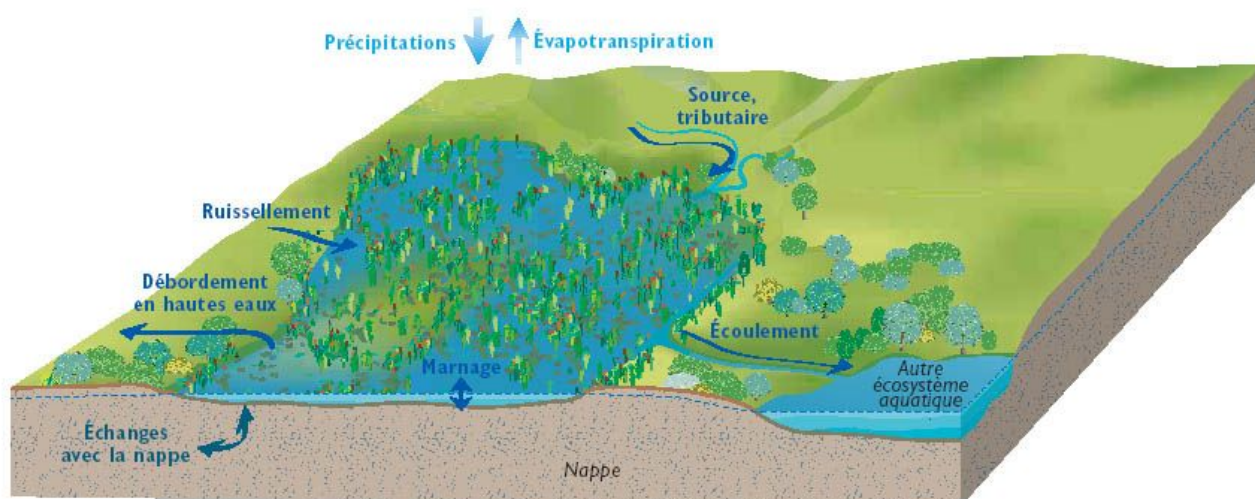 Précipitations
Évapotranspiration
Source,
tributaire
Ruissellement
Débordement
en hautes eaux
Écoulement
Marnage
Autre
écosystème
aquatique
Échanges
avec la nappe
Nappe